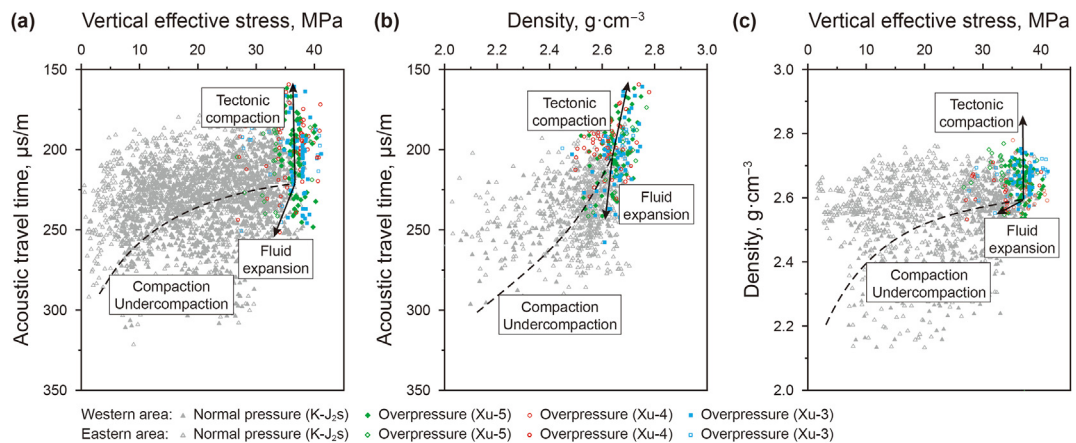 (a)
Vertical effective stress, MPa
0 10 20 30 40
150
200
250
300
350
Acoustic travel time, μs/m
Tectonic
compaction
Fluid
expansion
Compaction
Undercompaction
(b)
Density, g·cm⁻³
2.0 2.2 2.4 2.6 2.8 3.0
150
200
250
300
350
Acoustic travel time, μs/m
Tectonic
compaction
Fluid
expansion
Compaction
Undercompaction
(c)
Vertical effective stress, MPa
0 10 20 30 40
3.0
2.8
2.6
2.4
2.2
2.0
Density, g·cm⁻³
Tectonic
compaction
Fluid
expansion
Compaction
Undercompaction
Western area: Normal pressure (K-J₂s) Overpressure (Xu-5) Overpressure (Xu-4) Overpressure (Xu-3)
Eastern area: Normal pressure (K-J₂s) Overpressure (Xu-5) Overpressure (Xu-4) Overpressure (Xu-3)